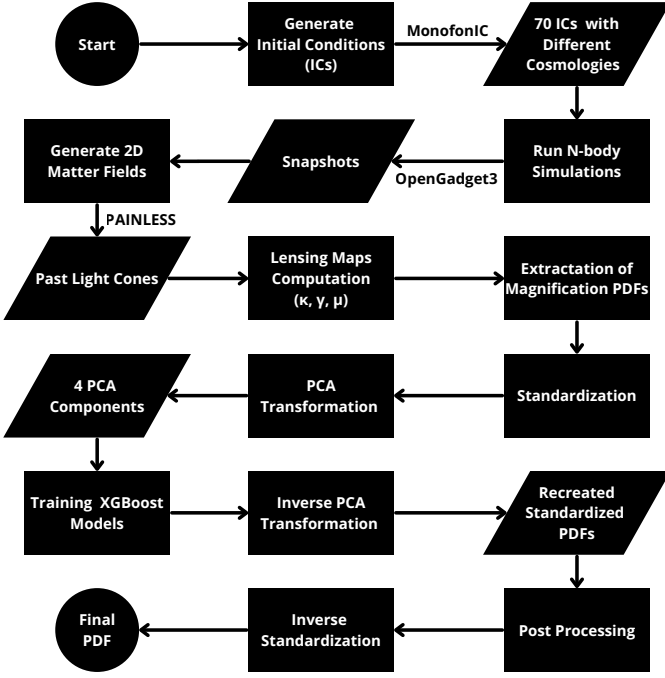 Start
Generate
Initial Conditions
(ICs)
MonofonIC
70 ICs with
Different
Cosmologies
Generate 2D
Matter Fields
Snapshots
OpenGadget3
Run N-body
Simulations
PAINLESS
Past Light Cones
Lensing Maps
Computation
(κ, γ, μ)
Extractation of
Magnification PDFs
4 PCA
Components
PCA
Transformation
Standardization
Training XGBoost
Models
Inverse PCA
Transformation
Recreated
Standardized
PDFs
Final
PDF
Inverse
Standardization
Post Processing